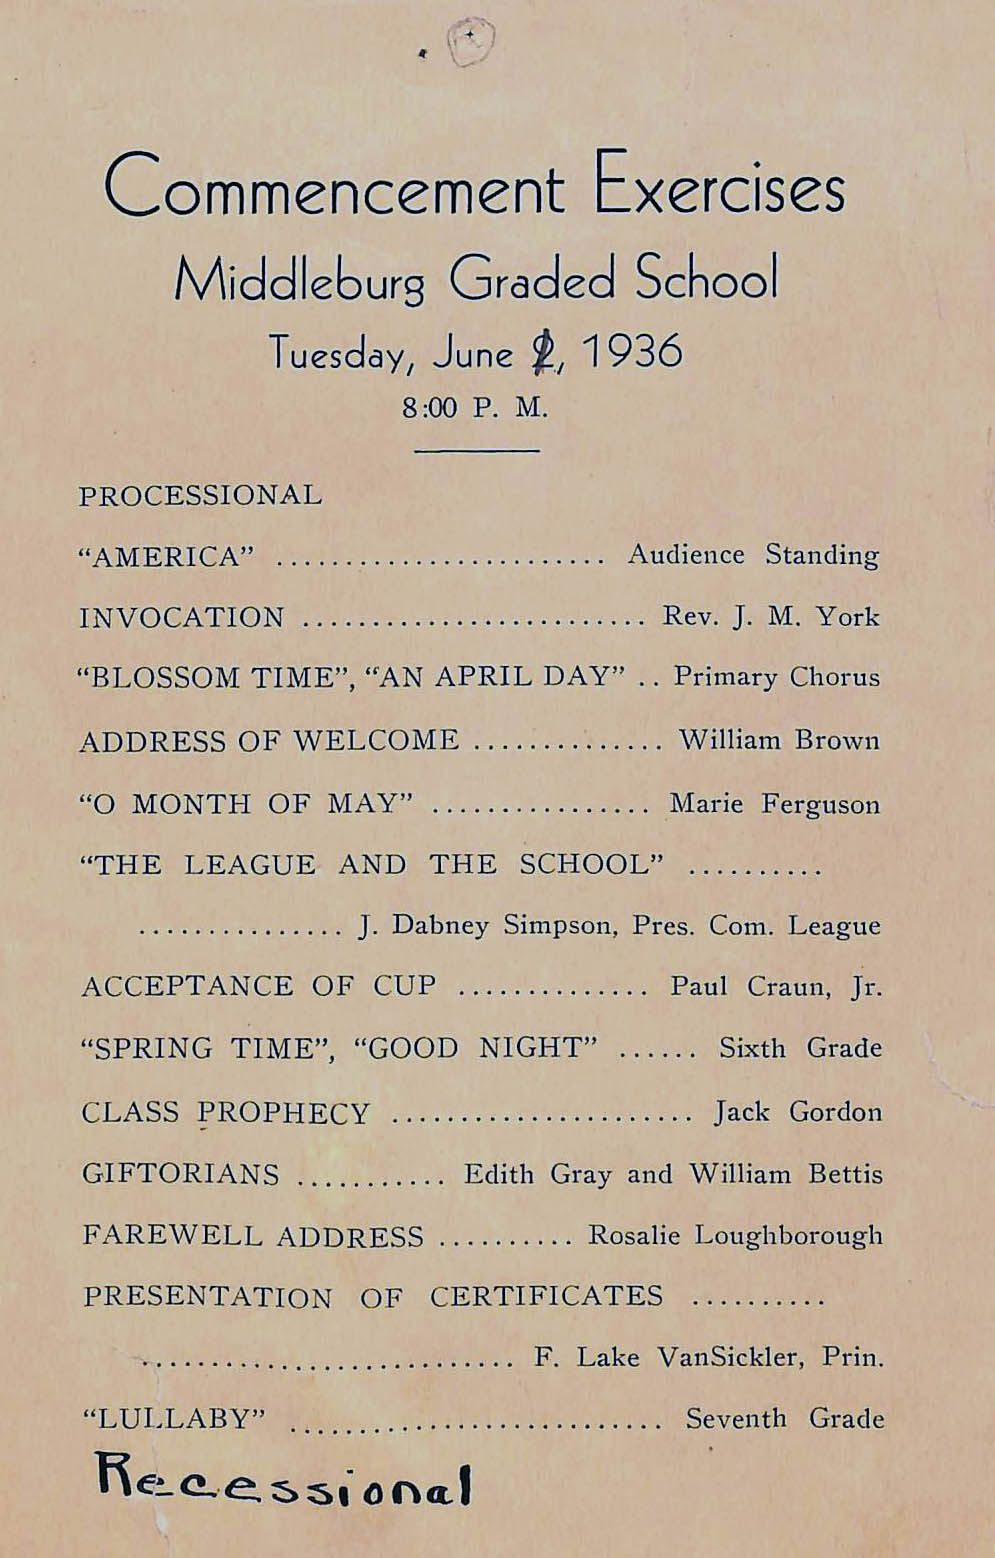 Commencement Exercises
Middleburg Graded School
Tuesday, June 2, 1936
8:00 P. M.
PROCESSIONAL
“AMERICA” ........................ Audience Standing
INVOCATION ......................... Rev. J. M. York
“BLOSSOM TIME”, “AN APRIL DAY” .. Primary Chorus
ADDRESS OF WELCOME .............. William Brown
“O MONTH OF MAY” ................ Marie Ferguson
“THE LEAGUE AND THE SCHOOL” ..........
............... J. Dabney Simpson, Pres. Com. League
ACCEPTANCE OF CUP .............. Paul Craun, Jr.
“SPRING TIME”, “GOOD NIGHT” ...... Sixth Grade
CLASS PROPHECY ...................... Jack Gordon
GIFTORIANS ........... Edith Gray and William Bettis
FAREWELL ADDRESS .......... Rosalie Loughborough
PRESENTATION OF CERTIFICATES ..........
........................... F. Lake VanSickler, Prin.
“LULLABY” ........................... Seventh Grade
Recessional